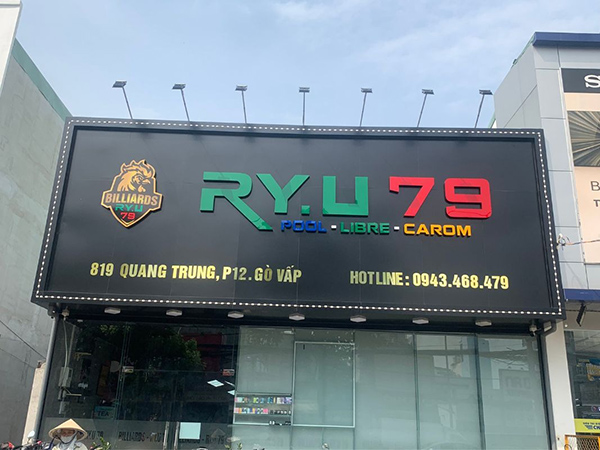 BILLIARDS
RY.U
79
RY.U 79
POOL - LIBRE - CAROM
819 QUANG TRUNG, P12. GÒ VẤP
HOTLINE: 0943.468.479